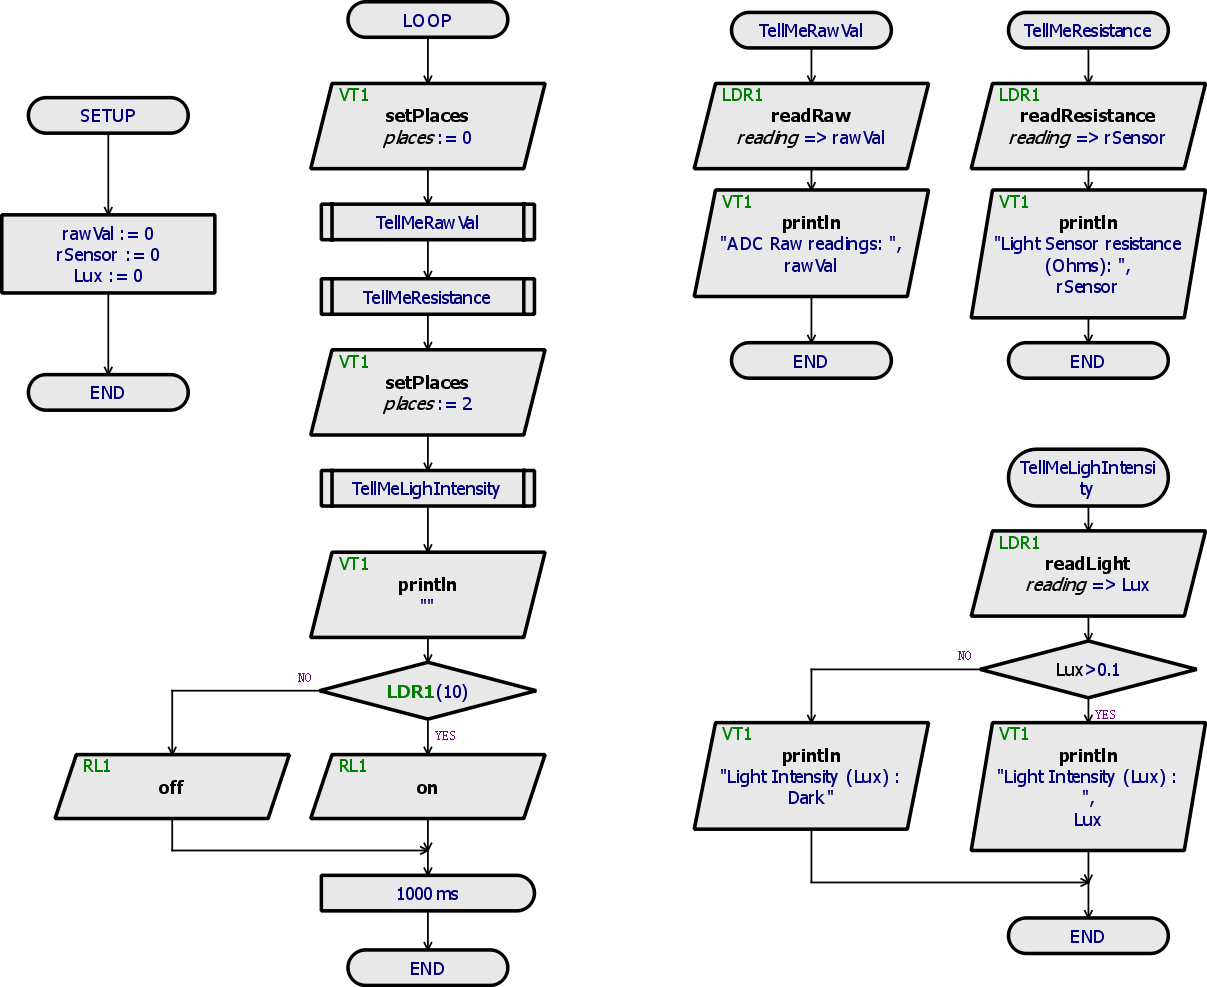 SETUP
rawVal := 0
rSensor := 0
Lux := 0
END
LOOP
VT1
setPlaces
places := 0
TellMeRawVal
TellMeResistance
VT1
setPlaces
places := 2
TellMeLighIntensity
VT1
println
""
LDR1(10)
NO
YES
RL1
off
RL1
on
1000 ms
END
TellMeRawVal
LDR1
readRaw
reading => rawVal
VT1
println
"ADC Raw readings: ",
rawVal
END
TellMeResistance
LDR1
readResistance
reading => rSensor
VT1
println
"Light Sensor resistance
(Ohms): ",
rSensor
END
TellMeLighIntensi
ty
LDR1
readLight
reading => Lux
Lux>0.1
NO
YES
VT1
println
"Light Intensity (Lux) :
Dark"
VT1
println
"Light Intensity (Lux) :
",
Lux
END